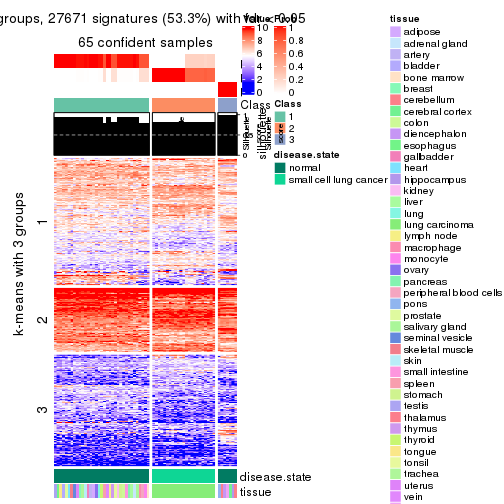 groups, 27671 signatures (53.3%) with fdr < 0.05
65 confident samples
k-means with 3 groups
1
2
3
Value
10
8
6
4
2
0
Prob
1
0.8
0.6
0.4
0.2
0
Class
silhouette
Class
1
2
3
disease.state
normal
small cell lung cancer
disease.state
tissue
tissue
adipose
adrenal gland
artery
bladder
bone marrow
breast
cerebellum
cerebral cortex
colon
diencephalon
esophagus
gallbladder
heart
hippocampus
kidney
liver
lung
lung carcinoma
lymph node
macrophage
monocyte
ovary
pancreas
peripheral blood cells
pons
prostate
salivary gland
seminal vesicle
skeletal muscle
skin
small intestine
spleen
stomach
testis
thalamus
thymus
thyroid
tongue
tonsil
trachea
uterus
vein